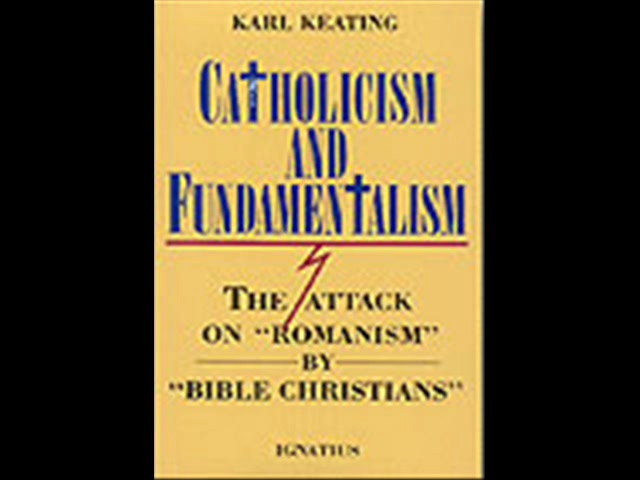 KARL KEATING
CATHOLICISM
AND
FUNDAMENTALISM
THE ATTACK
ON "ROMANISM"
BY
"BIBLE CHRISTIANS"
IGNATIUS